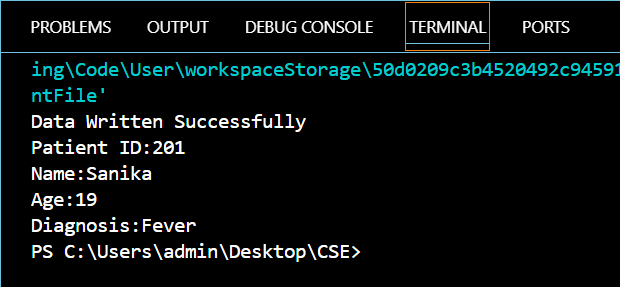 PROBLEMS OUTPUT DEBUG CONSOLE TERMINAL PORTS
ing\Code\User\workspaceStorage\50d0209c3b4520492c94591
ntFile'
Data Written Successfully
Patient ID:201
Name:Sanika
Age:19
Diagnosis:Fever
PS C:\Users\admin\Desktop\CSE>